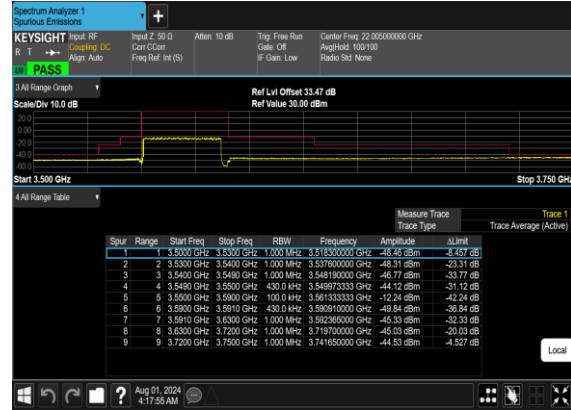 Spectrum Analyzer 1
Spurious Emissions
+
KEYSIGHT Input: RF Input Z: 50 Ω Atten: 10 dB Trig: Free Run Center Freq: 22.005000000 GHz
R T Coupling: DC Corr CCorr Gate: Off Avg|Hold: 100/100
Align: Auto Freq Ref: Int (S) IF Gain: Low Radio Std: None
PASS
3 All Range Graph
Ref Lvl Offset 33.47 dB
Scale/Div 10.0 dB Ref Value 30.00 dBm
20.0
0.00
-20.0
-40.0
-60.0
Start 3.500 GHz Stop 3.750 GHz
4 All Range Table
Measure Trace Trace 1
Trace Type Trace Average (Active)
Spur Range Start Freq Stop Freq RBW Frequency Amplitude ΔLimit
1 1 3.5000 GHz 3.5300 GHz 1.000 MHz 3.518300000 GHz -48.46 dBm -8.457 dB
2 2 3.5300 GHz 3.5400 GHz 1.000 MHz 3.537600000 GHz -48.31 dBm -23.31 dB
3 3 3.5400 GHz 3.5490 GHz 1.000 MHz 3.548190000 GHz -46.77 dBm -33.77 dB
4 4 3.5490 GHz 3.5500 GHz 430.0 kHz 3.549973333 GHz -44.12 dBm -31.12 dB
5 5 3.5500 GHz 3.5900 GHz 100.0 kHz 3.561333333 GHz -12.24 dBm -42.24 dB
6 6 3.5900 GHz 3.5910 GHz 430.0 kHz 3.590910000 GHz -49.84 dBm -36.84 dB
7 7 3.5910 GHz 3.6300 GHz 1.000 MHz 3.592365000 GHz -45.33 dBm -32.33 dB
8 8 3.6300 GHz 3.7200 GHz 1.000 MHz 3.719700000 GHz -45.03 dBm -20.03 dB
9 9 3.7200 GHz 3.7500 GHz 1.000 MHz 3.741650000 GHz -44.53 dBm -4.527 dB
Local
? Aug 01, 2024
4:17:55 AM